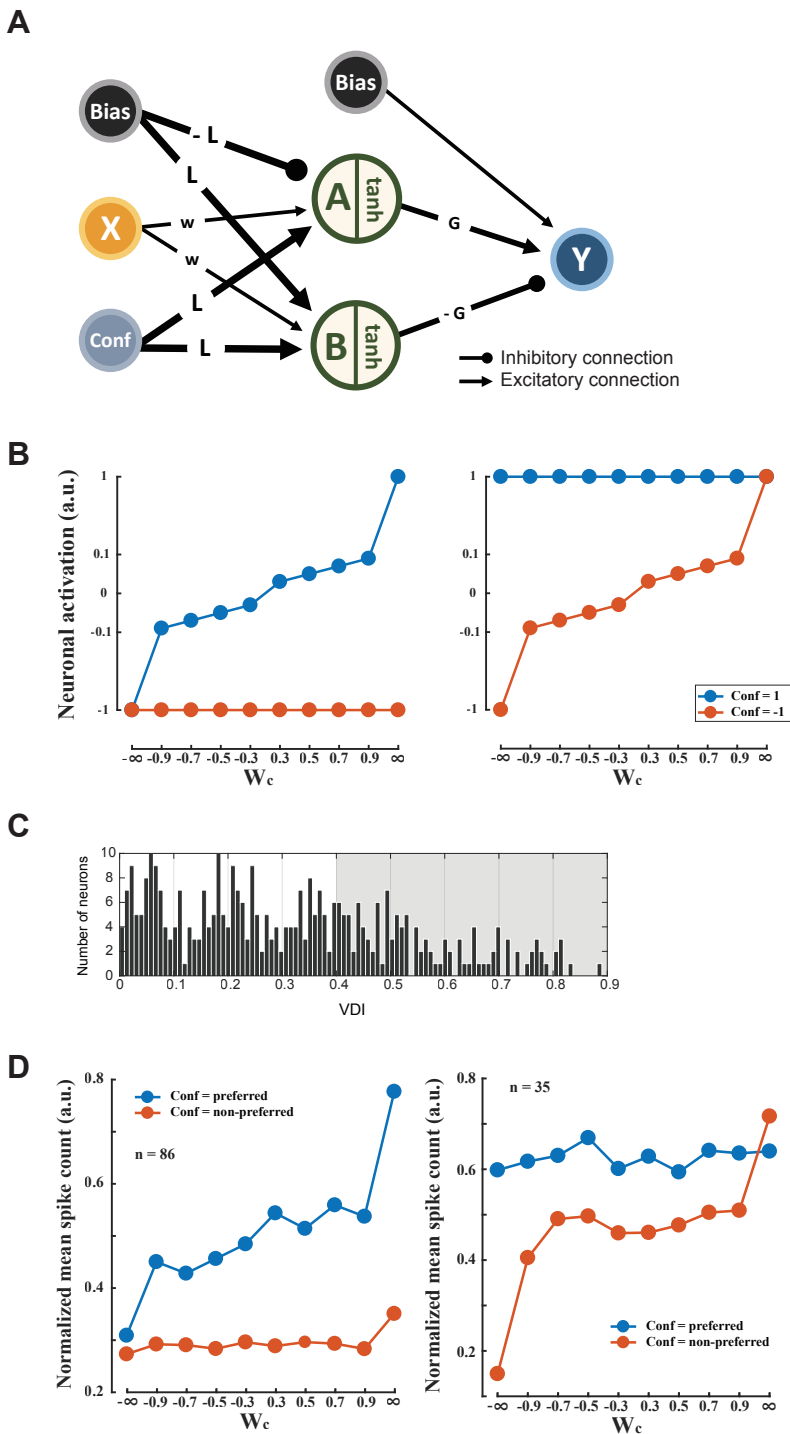 A
Bias
Bias
- L
L
X
w
w
A
tanh
G
Y
L
Conf
L
B
tanh
- G
Inhibitory connection
Excitatory connection
B
Neuronal activation (a.u.)
1
0.1
0
-0.1
-1
-∞ -0.9 -0.7 -0.5 -0.3 0.3 0.5 0.7 0.9 ∞
Wc
1
0.1
0
-0.1
-1
Conf = 1
Conf = -1
-∞ -0.9 -0.7 -0.5 -0.3 0.3 0.5 0.7 0.9 ∞
Wc
C
Number of neurons
10
8
6
4
2
0
0 0.1 0.2 0.3 0.4 0.5 0.6 0.7 0.8 0.9
VDI
D
Normalized mean spike count (a.u.)
0.8
0.6
0.4
0.2
Conf = preferred
Conf = non-preferred
n = 86
-∞ -0.9 -0.7 -0.5 -0.3 0.3 0.5 0.7 0.9 ∞
Wc
Normalized mean spike count (a.u.)
0.8
0.6
0.4
0.2
n = 35
Conf = preferred
Conf = non-preferred
-∞ -0.9 -0.7 -0.5 -0.3 0.3 0.5 0.7 0.9 ∞
Wc